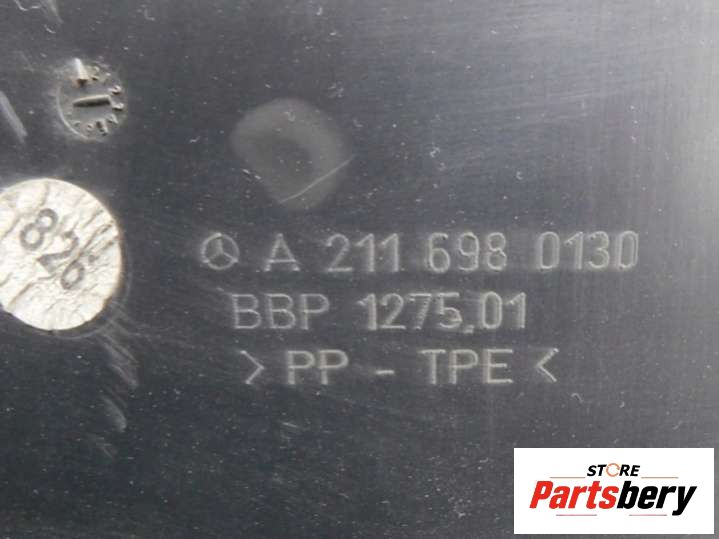 826
A 211 698 0130
BBP 1275.01
> PP - TPE <
STORE
Partsbery